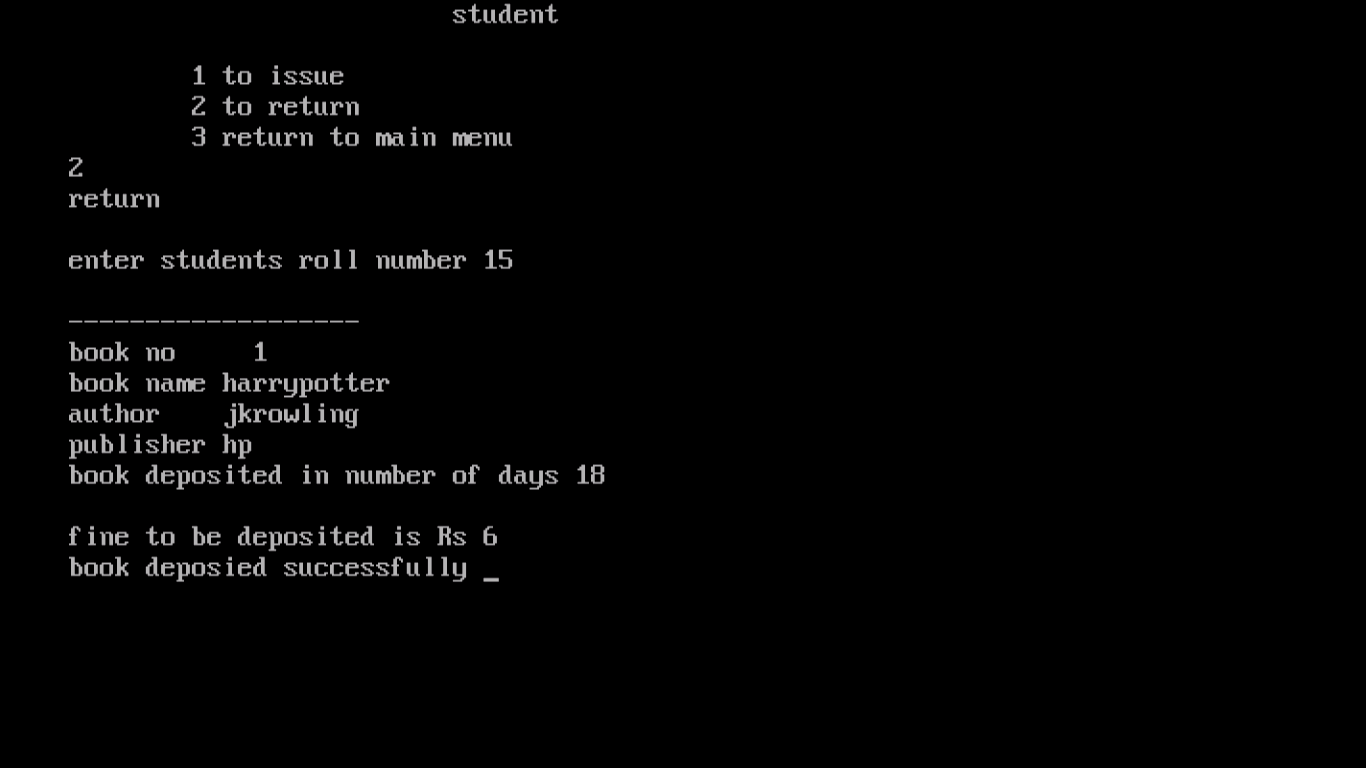 student
1 to issue
2 to return
3 return to main menu
2
return
enter students roll number 15
-------------------
book no     1
book name harrypotter
author    jkrowling
publisher hp
book deposited in number of days 18
fine to be deposited is Rs 6
book deposied successfully _